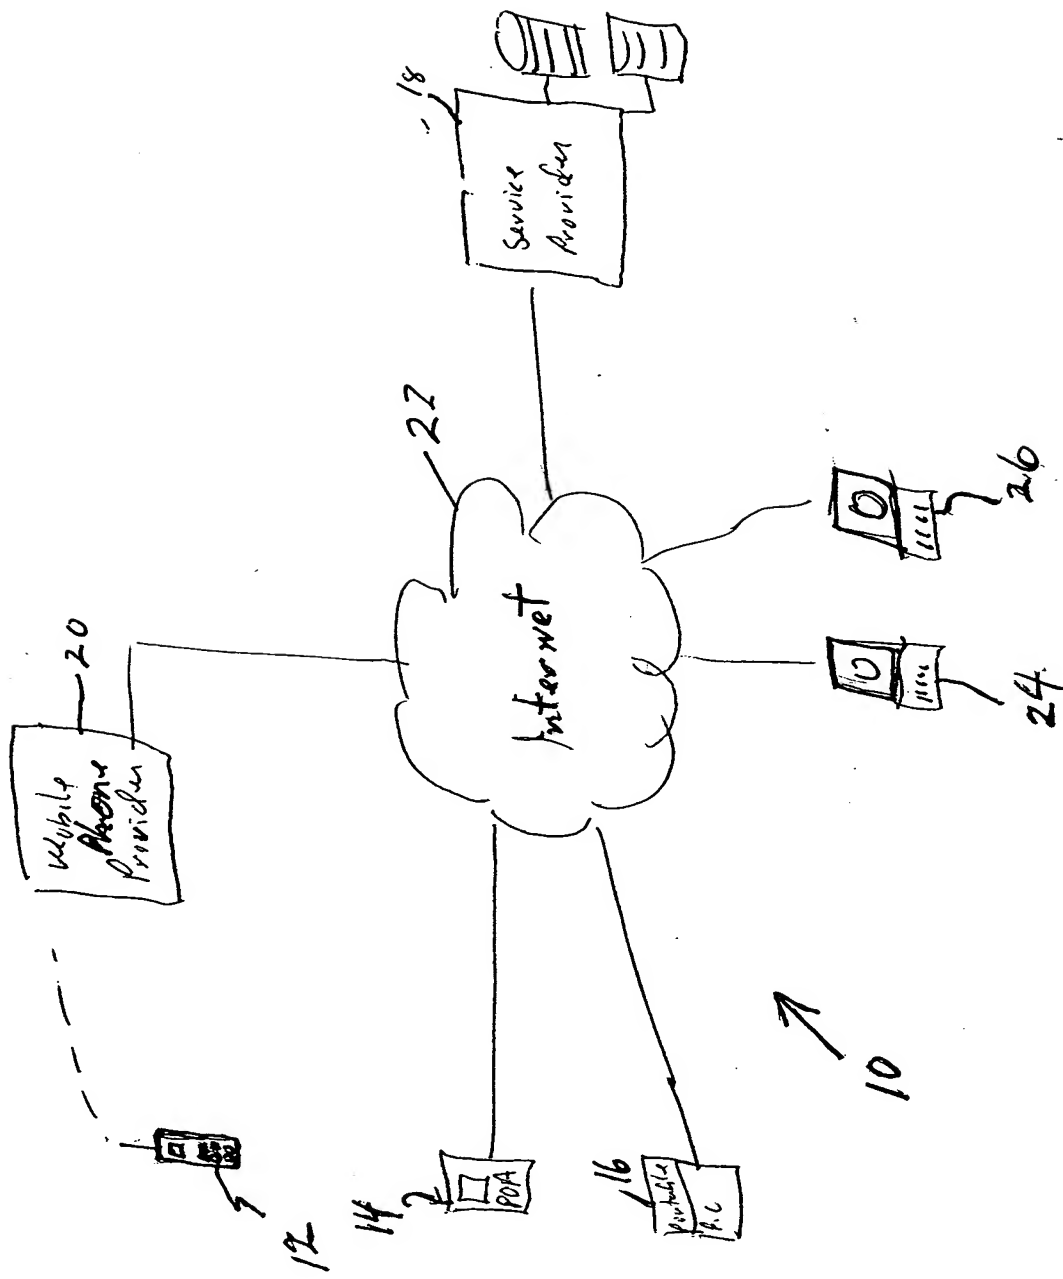 Mobile
Phone
Provider
20
12
14
PDA
22
Internet
18
Service
Provider
16
Portable
P.C
10
24
26